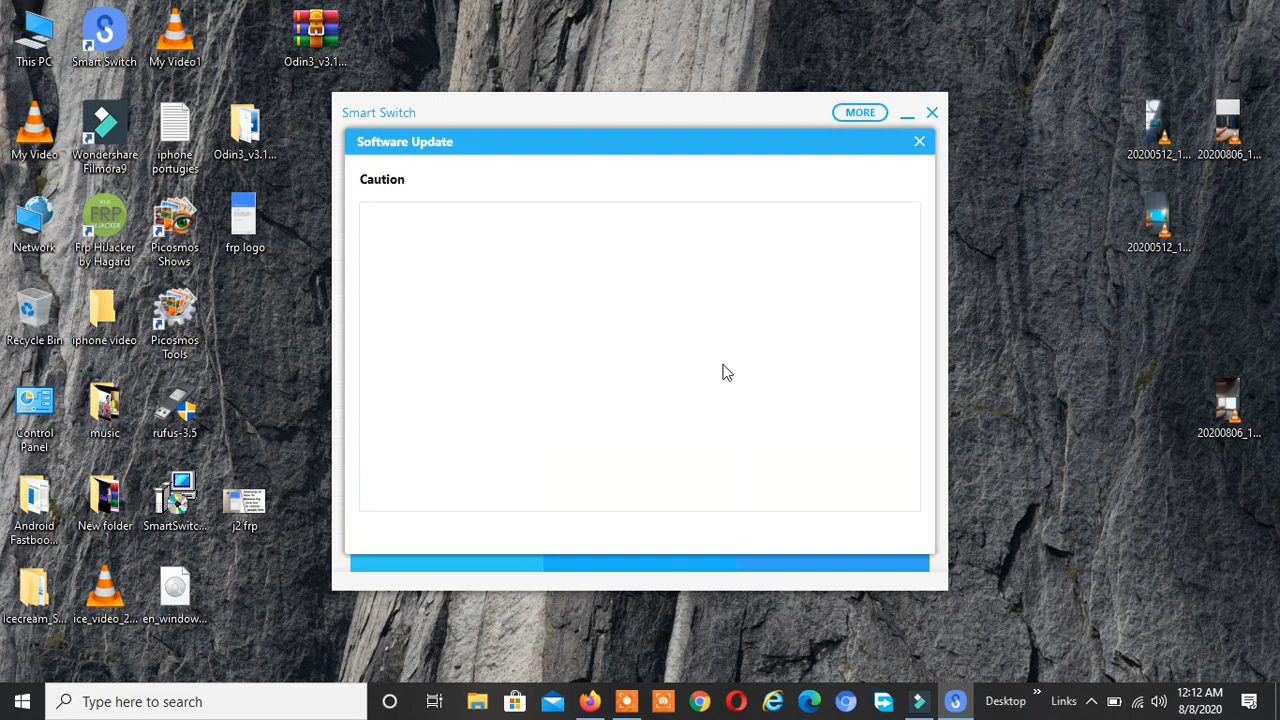 This PC
Smart Switch
My Video1
Odin3_v3.1...
My Video
Wondershare
Filmora9
iphone
portugies
Odin3_v3.1...
Network
FRP
Frp HiJacker
by Hagard
Picosmos
Shows
frp logo
Recycle Bin
iphone video
Picosmos
Tools
Control
Panel
music
rufus-3.5
Android
Fastboo...
New folder
SmartSwitc...
j2 frp
Icecream_S...
ice_video_2...
en_window...
Smart Switch
MORE
Software Update
Caution
20200512_1...
20200806_1...
20200512_1...
20200806_1...
Type here to search
Desktop
Links
12:12 AM
8/8/2020